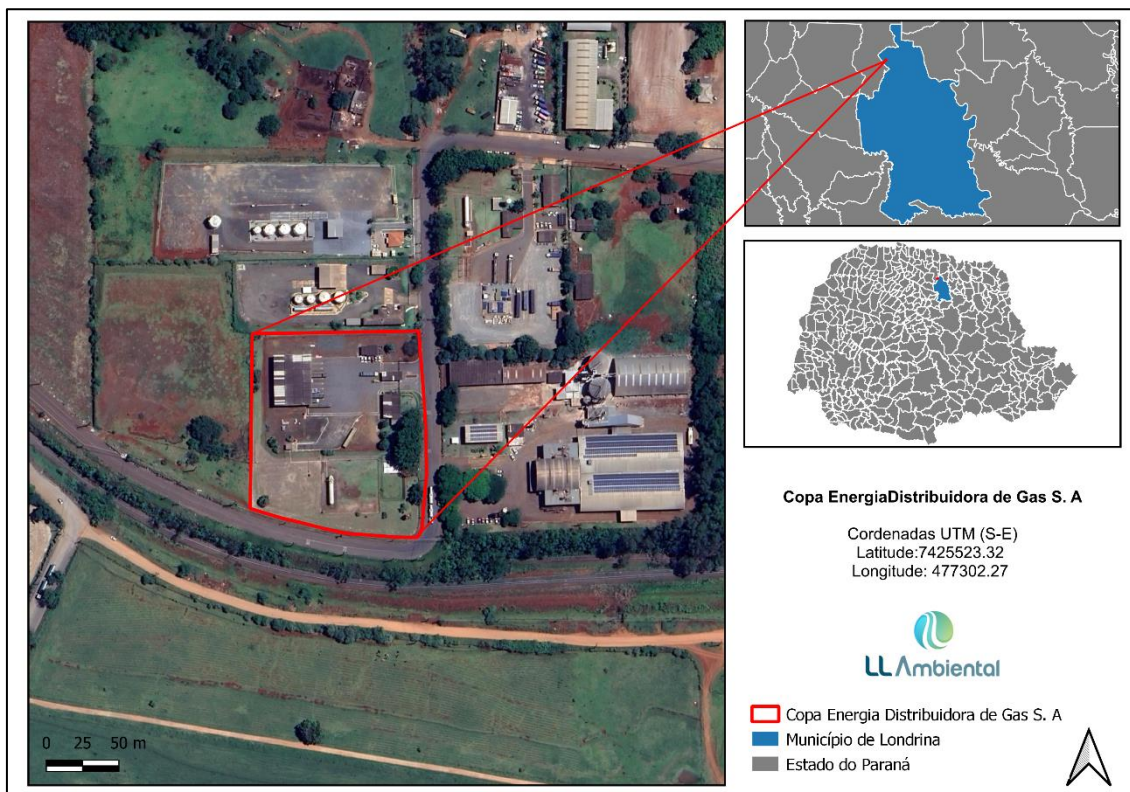 Copa EnergiaDistribuidora de Gas S. A
Cordenadas UTM (S-E)
Latitude:7425523.32
Longitude: 477302.27
LL Ambiental
Copa Energia Distribuidora de Gas S. A
Município de Londrina
Estado do Paraná
0 25 50 m